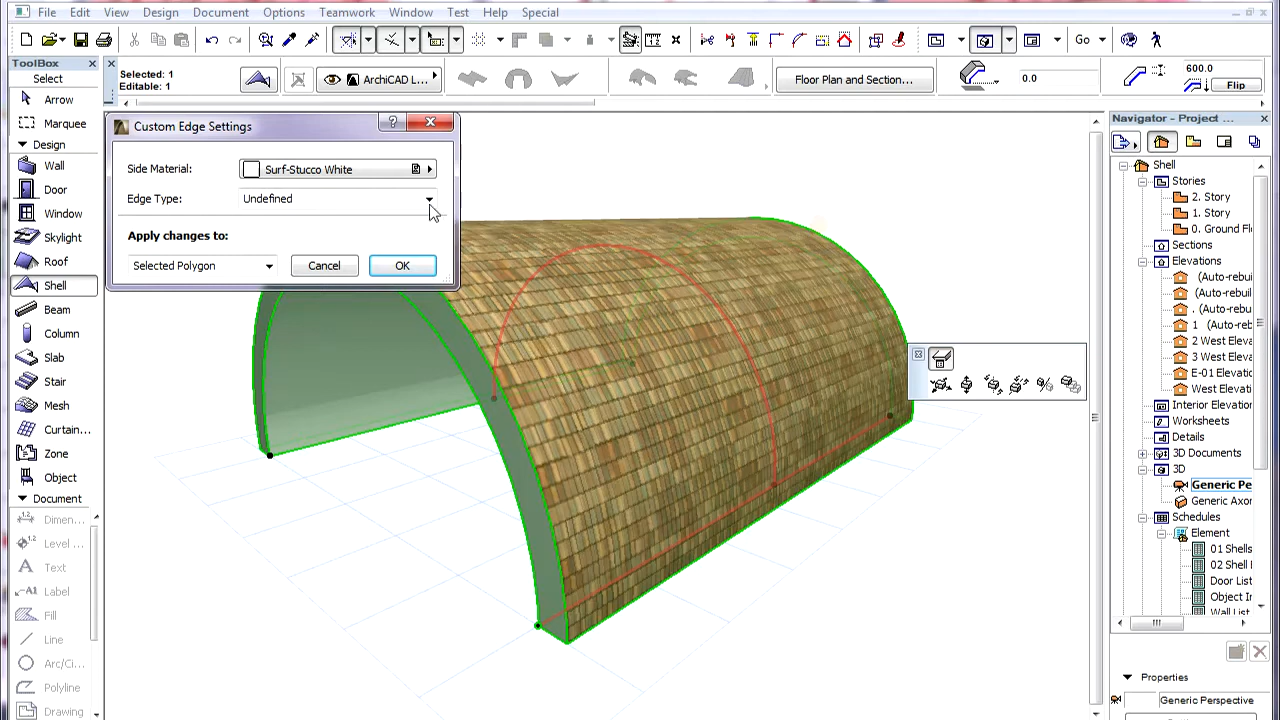 File Edit View Design Document Options Teamwork Window Test Help Special
Go
ToolBox
Select
Arrow
Marquee
Design
Wall
Door
Window
Skylight
Roof
Shell
Beam
Column
Slab
Stair
Mesh
Curtain...
Zone
Object
Document
Dimen...
Level ...
Text
Label
Fill
Line
Arc/Ci...
Polyline
Drawing
Selected: 1
Editable: 1
ArchiCAD L...
Floor Plan and Section...
0.0
600.0
Flip
Custom Edge Settings
Side Material:
Surf-Stucco White
Edge Type:
Undefined
Apply changes to:
Selected Polygon
Cancel
OK
Navigator - Project ...
Shell
Stories
2. Story
1. Story
0. Ground Fl
Sections
Elevations
(Auto-rebuil
(Auto-rebuil
. (Auto-rebu
1 (Auto-reb
2 West Eleva
3 West Eleva
E-01 Elevatio
West Elevati
Interior Elevation
Worksheets
Details
3D Documents
3D
Generic Pe
Generic Axon
Schedules
Element
01 Shells
02 Shell
Door List
Object In
Wall List
Properties
Generic Perspective